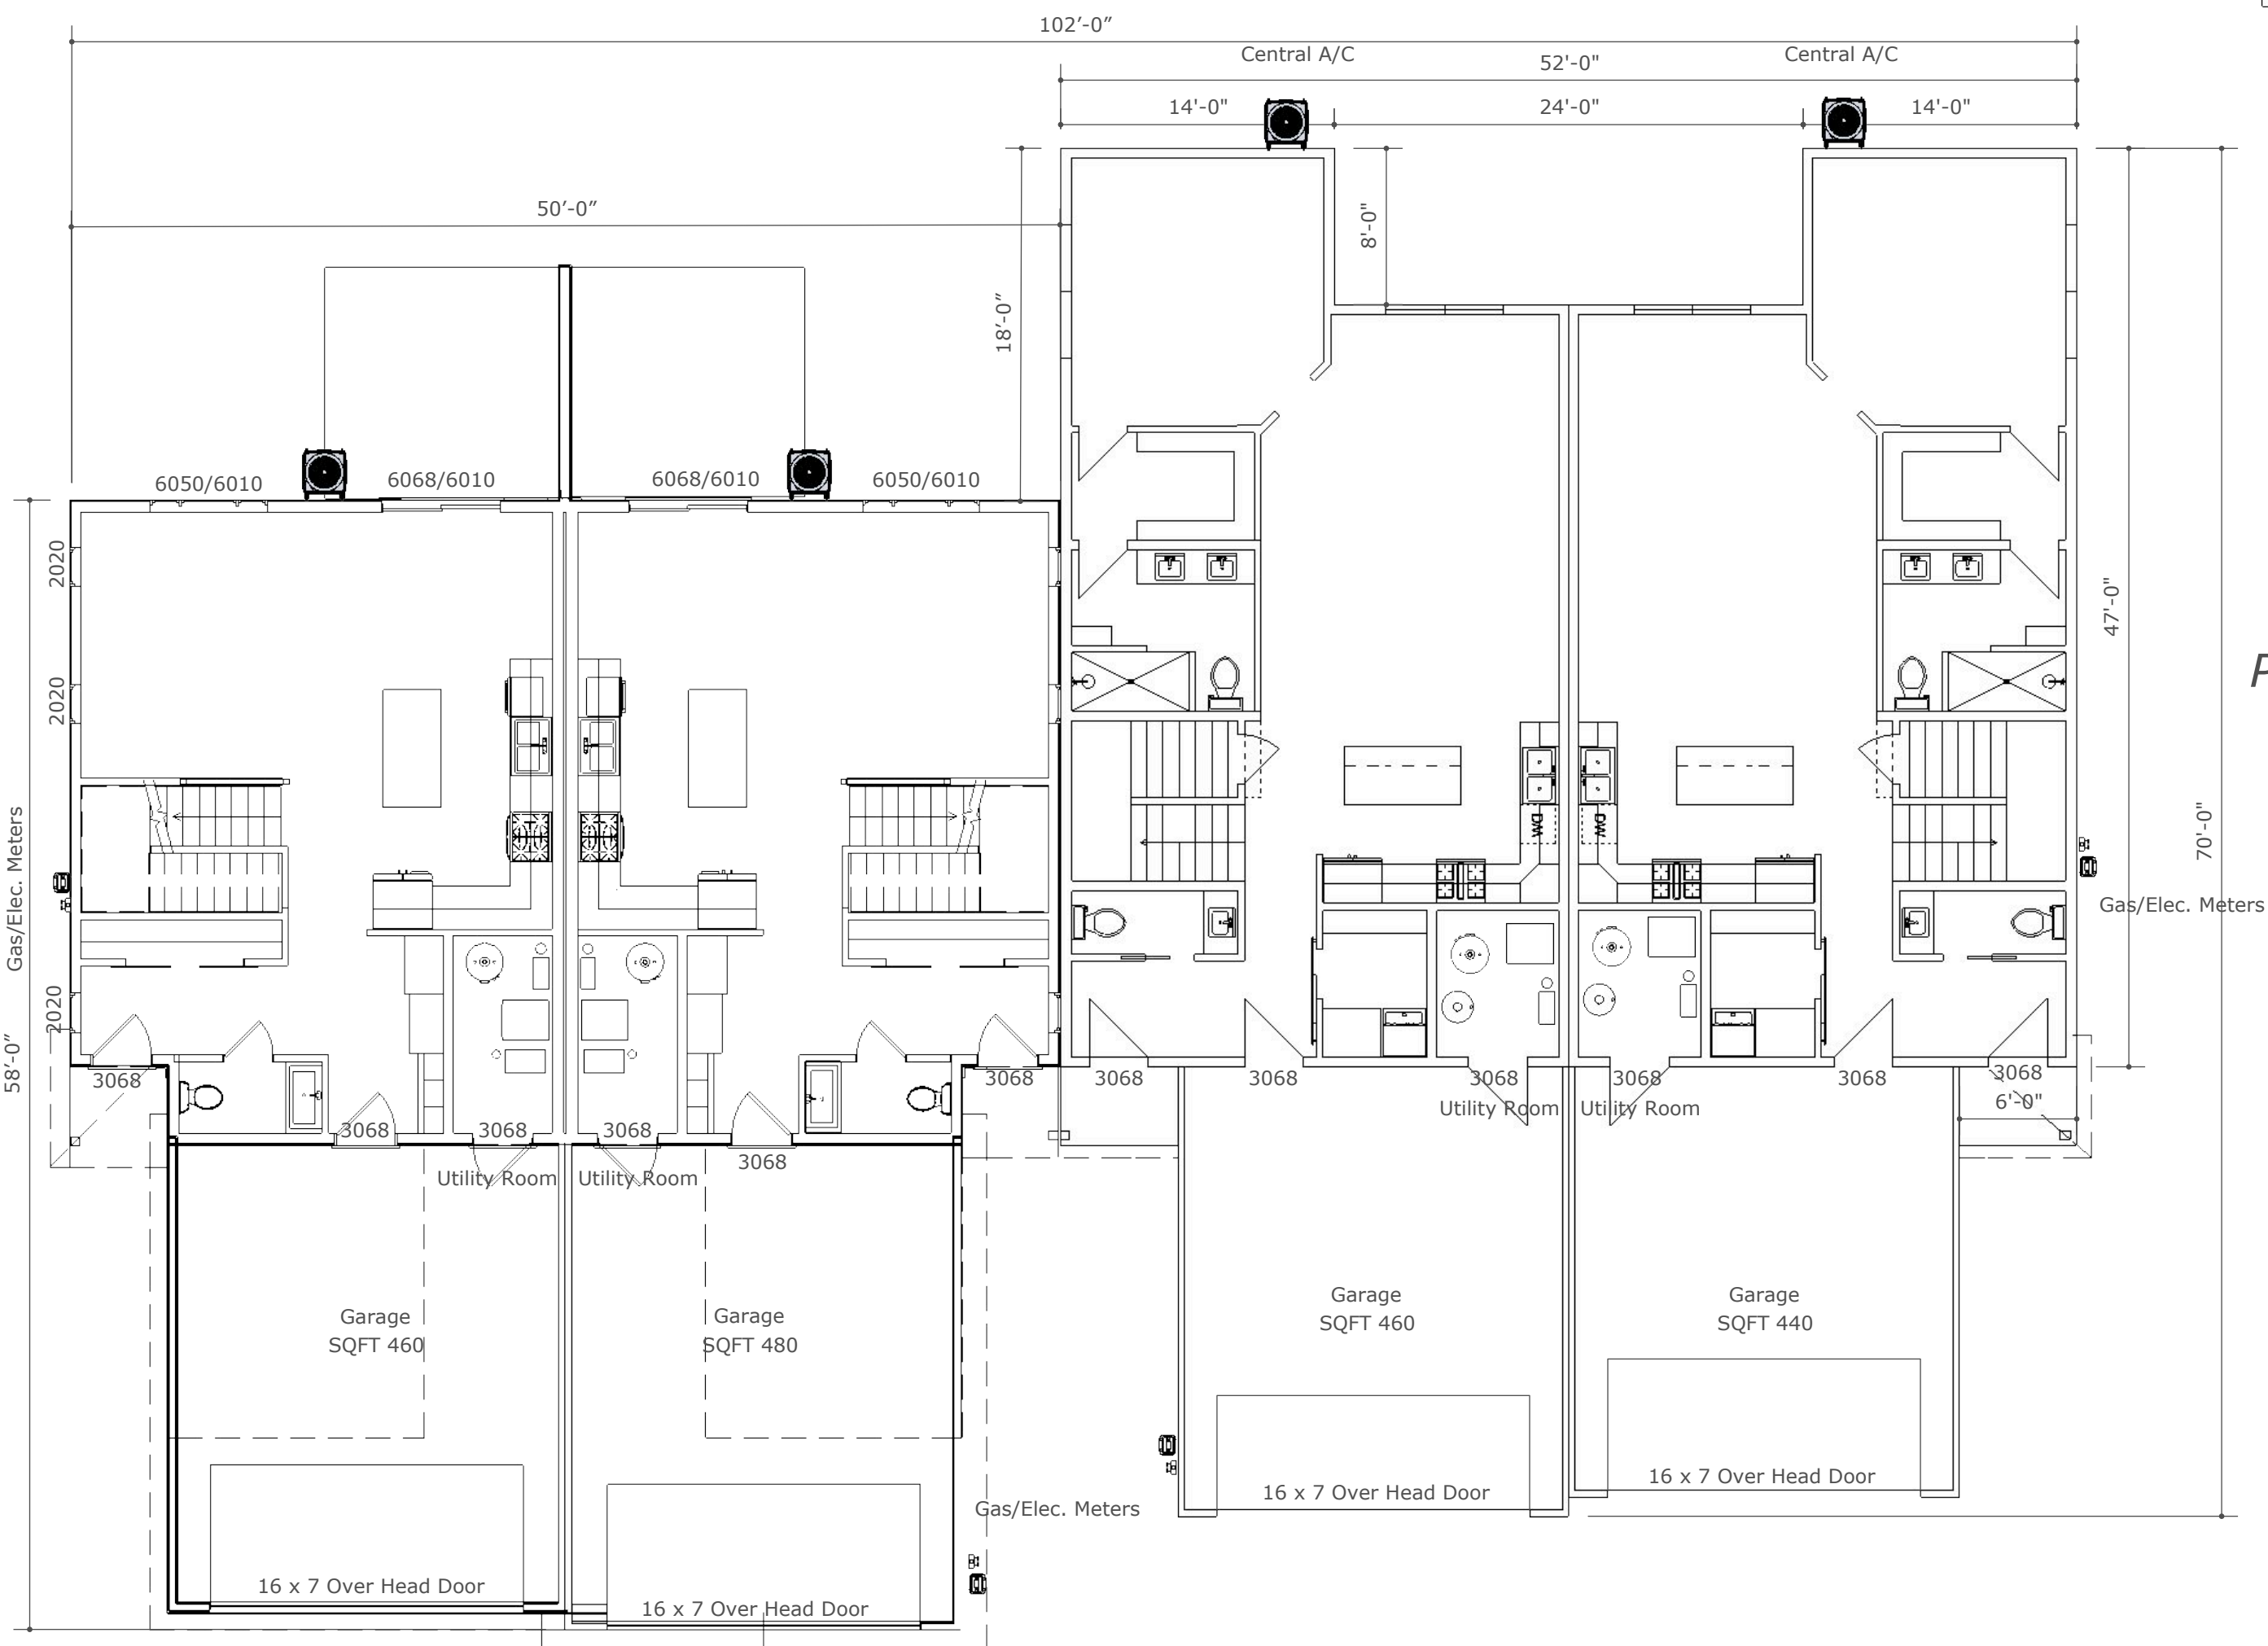 102’-0”
Central A/C
52'-0"
Central A/C
14'-0"
24'-0"
14'-0"
50’-0”
8'-0"
18’-0”
6050/6010
6068/6010
6068/6010
6050/6010
2020
2020
47'-0"
P
DW
DW
Gas/Elec. Meters
70'-0"
Gas/Elec. Meters
2020
58’-0”
3068
3068
3068
3068
3068
3068
3068
3068
6'-0"
Utility Room
Utility Room
3068
3068
3068
3068
Utility Room
Utility Room
Garage
SQFT 460
Garage
SQFT 480
Garage
SQFT 460
Garage
SQFT 440
16 x 7 Over Head Door
16 x 7 Over Head Door
Gas/Elec. Meters
16 x 7 Over Head Door
16 x 7 Over Head Door